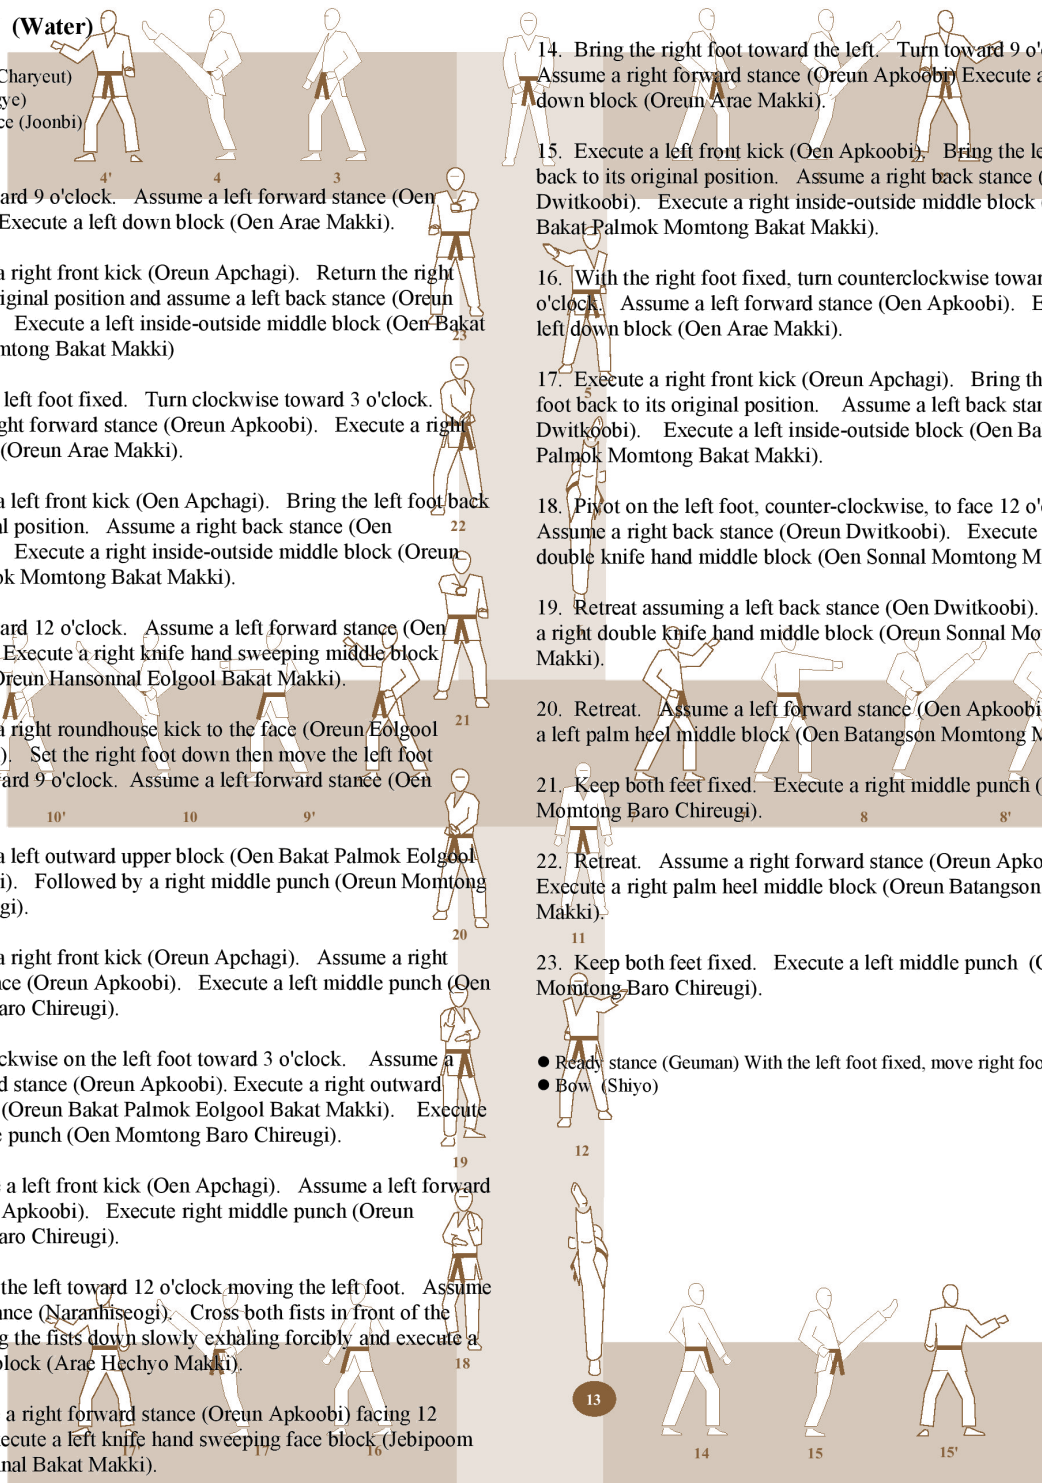 (Water)
Charyeut)
gye)
ce (Joonbi)
ard 9 o'clock. Assume a left forward stance (Oen
Execute a left down block (Oen Arae Makki).
a right front kick (Oreun Apchagi). Return the right
iginal position and assume a left back stance (Oreun
Execute a left inside-outside middle block (Oen Bakat
mtong Bakat Makki)
left foot fixed. Turn clockwise toward 3 o'clock.
ght forward stance (Oreun Apkoobi). Execute a right
(Oreun Arae Makki).
a left front kick (Oen Apchagi). Bring the left foot back
al position. Assume a right back stance (Oen
Execute a right inside-outside middle block (Oreun
ok Momtong Bakat Makki).
ard 12 o'clock. Assume a left forward stance (Oen
Execute a right knife hand sweeping middle block
Oreun Hansonnal Eolgool Bakat Makki).
a right roundhouse kick to the face (Oreun Eolgool
). Set the right foot down then move the left foot
ard 9 o'clock. Assume a left forward stance (Oen
a left outward upper block (Oen Bakat Palmok Eolgool
i). Followed by a right middle punch (Oreun Momtong
gi).
a right front kick (Oreun Apchagi). Assume a right
ce (Oreun Apkoobi). Execute a left middle punch (Oen
aro Chireugi).
ckwise on the left foot toward 3 o'clock. Assume a
d stance (Oreun Apkoobi). Execute a right outward
(Oreun Bakat Palmok Eolgool Bakat Makki). Execute
e punch (Oen Momtong Baro Chireugi).
a left front kick (Oen Apchagi). Assume a left forward
Apkoobi). Execute right middle punch (Oreun
aro Chireugi).
the left toward 12 o'clock moving the left foot. Assume
ance (Naranhiseogi). Cross both fists in front of the
g the fists down slowly exhaling forcibly and execute a
block (Arae Hechyo Makki).
a right forward stance (Oreun Apkoobi) facing 12
ecute a left knife hand sweeping face block (Jebipoom
nal Bakat Makki).
14. Bring the right foot toward the left. Turn toward 9 o'c
Assume a right forward stance (Oreun Apkoobi) Execute a
down block (Oreun Arae Makki).
15. Execute a left front kick (Oen Apkoobi). Bring the le
back to its original position. Assume a right back stance (
Dwitkoobi). Execute a right inside-outside middle block
Bakat Palmok Momtong Bakat Makki).
16. With the right foot fixed, turn counterclockwise towar
o'clock. Assume a left forward stance (Oen Apkoobi). E
left down block (Oen Arae Makki).
17. Execute a right front kick (Oreun Apchagi). Bring th
foot back to its original position. Assume a left back star
Dwitkoobi). Execute a left inside-outside block (Oen Ba
Palmok Momtong Bakat Makki).
18. Pivot on the left foot, counter-clockwise, to face 12 o'
Assume a right back stance (Oreun Dwitkoobi). Execute
double knife hand middle block (Oen Sonnal Momtong M
19. Retreat assuming a left back stance (Oen Dwitkoobi).
a right double knife hand middle block (Oreun Sonnal Mo
Makki).
20. Retreat. Assume a left forward stance (Oen Apkoobi
a left palm heel middle block (Oen Batangson Momtong M
21. Keep both feet fixed. Execute a right middle punch (
Momtong Baro Chireugi).
22. Retreat. Assume a right forward stance (Oreun Apko
Execute a right palm heel middle block (Oreun Batangson
Makki).
23. Keep both feet fixed. Execute a left middle punch (O
Momtong Baro Chireugi).
● Ready stance (Geuman) With the left foot fixed, move right foo
● Bow (Shiyo)
4' 4 3
23
5
22
21
10' 10 9' 8 8'
20
11
19
12
18
13
17' 17 16 14 15 15'